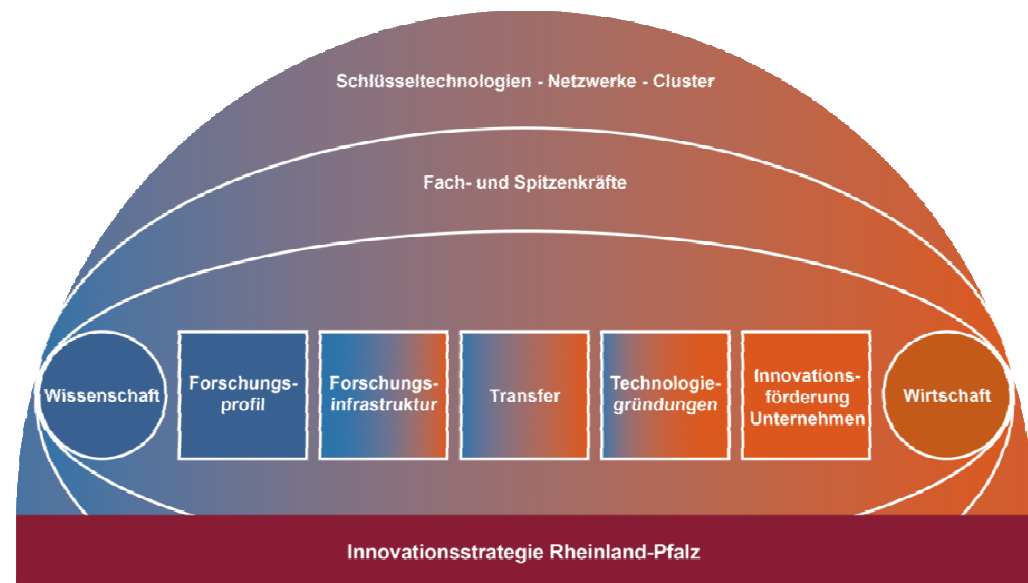 Schlüsseltechnologien - Netzwerke - Cluster
Fach- und Spitzenkräfte
Wissenschaft
Forschungs-
profil
Forschungs-
infrastruktur
Transfer
Technologie-
gründungen
Innovations-
förderung
Unternehmen
Wirtschaft
Innovationsstrategie Rheinland-Pfalz